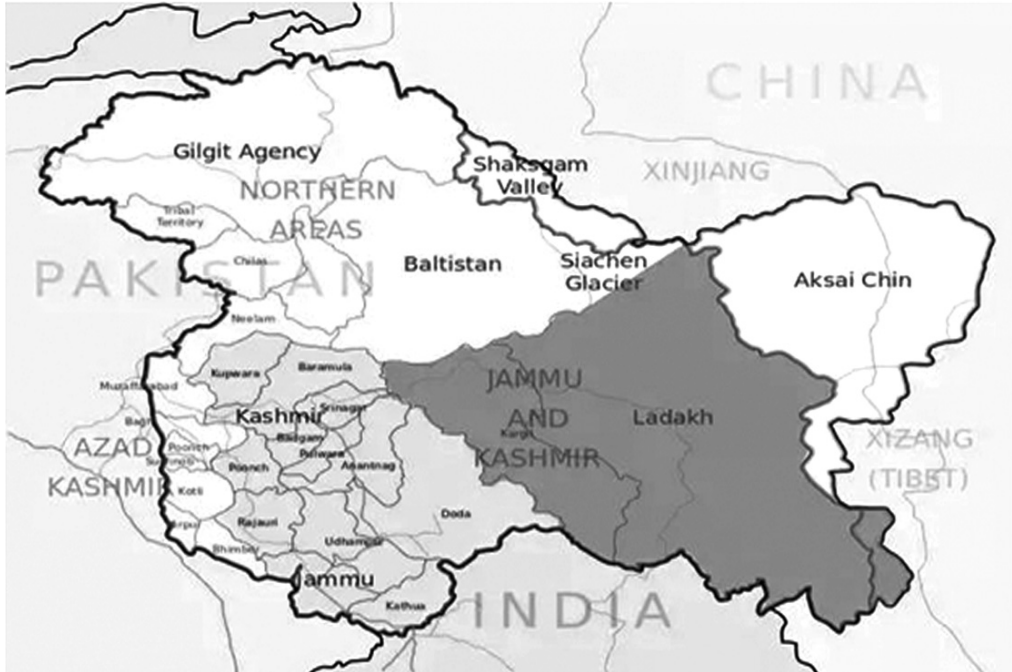 CHINA
Gilgit Agency
Shaksgam
Valley
XINJIANG
NORTHERN
AREAS
Tribal
Territory
PAKISTAN
Chilas
Baltistan
Siachen
Glacier
Aksai Chin
Neelam
Kupwara
Baramula
Muzaffarabad
JAMMU
AND
KASHMIR
Ladakh
Kashmir
Srinagar
Bagh
Badgam
Kargil
AZAD
KASHMIR
Poonch
Pulwama
Poonch
Anantnag
XIZANG
(TIBET)
Kotli
Doda
Rajauri
Udhampur
Bhimber
Jammu
Kathua
INDIA